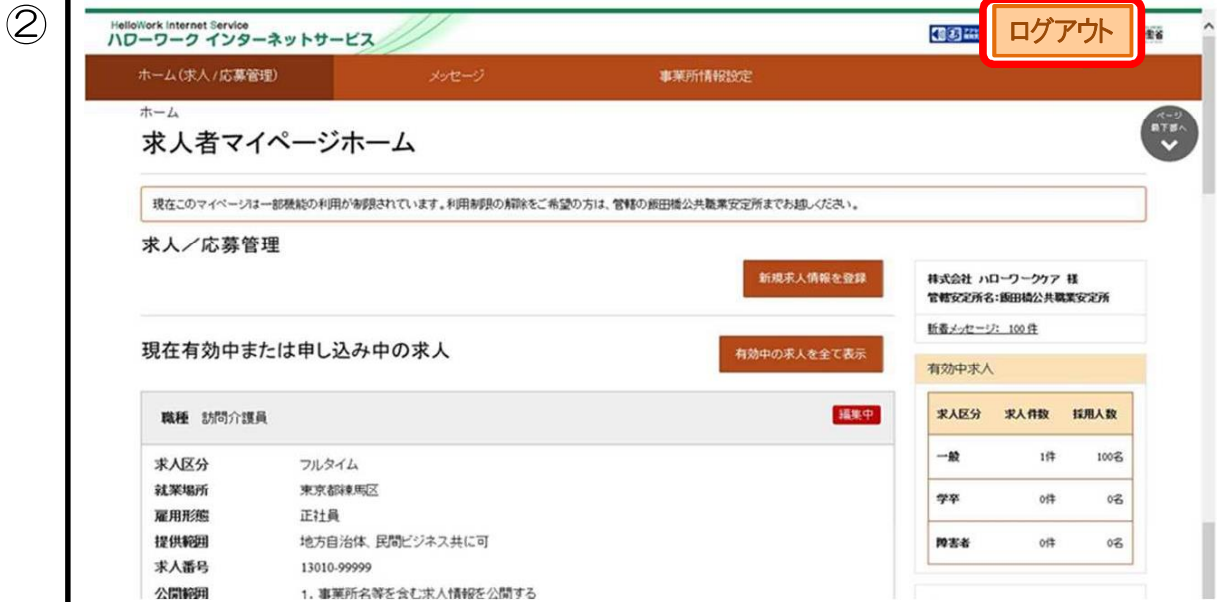 ②
HelloWork Internet Service
ハローワーク インターネットサービス
ログアウト
ホーム(求人/応募管理)
メッセージ
事業所情報設定
ホーム
求人者マイページホーム
ページ
最下部へ
現在このマイページは一部機能の利用が制限されています。利用制限の解除をご希望の方は、管轄の飯田橋公共職業安定所までお越しください。
求人/応募管理
新規求人情報を登録
株式会社 ハローワークケア 様
管轄安定所名:飯田橋公共職業安定所
新着メッセージ: 100件
現在有効中または申し込み中の求人
有効中の求人を全て表示
有効中求人
職種 訪問介護員
編集中
求人区分 求人件数 採用人数
一般 1件 100名
学卒 0件 0名
障害者 0件 0名
求人区分 フルタイム
就業場所 東京都練馬区
雇用形態 正社員
提供範囲 地方自治体、民間ビジネス共に可
求人番号 13010-99999
公開範囲 1. 事業所名等を含む求人情報を公開する